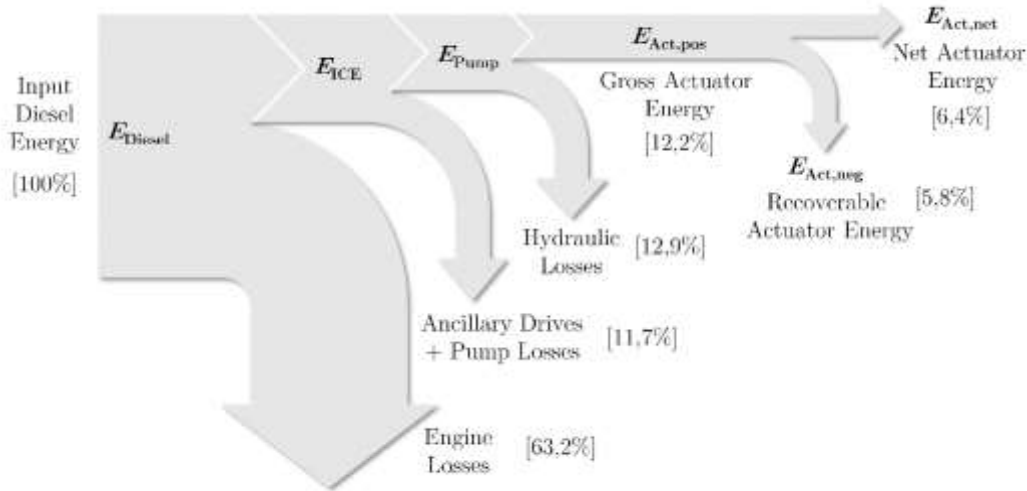 Input
Diesel
Energy
[100%]
E_Diesel
E_ICE
E_Pump
E_Act,pos
Gross Actuator
Energy
[12,2%]
E_Act,net
Net Actuator
Energy
[6,4%]
E_Act,neg
Recoverable
Actuator Energy
[5,8%]
Hydraulic
Losses
[12,9%]
Ancillary Drives
+ Pump Losses
[11,7%]
Engine
Losses
[63,2%]